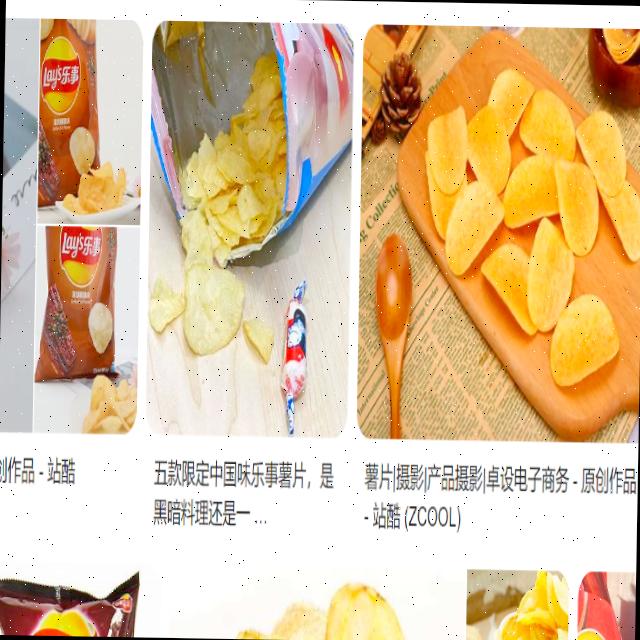 Lay's乐事
Lay's乐事
创作品 - 站酷
五款限定中国味乐事薯片，是
黑暗料理还是一 ...
薯片|摄影|产品摄影|卓设电子商务 - 原创作品
- 站酷 (ZCOOL)